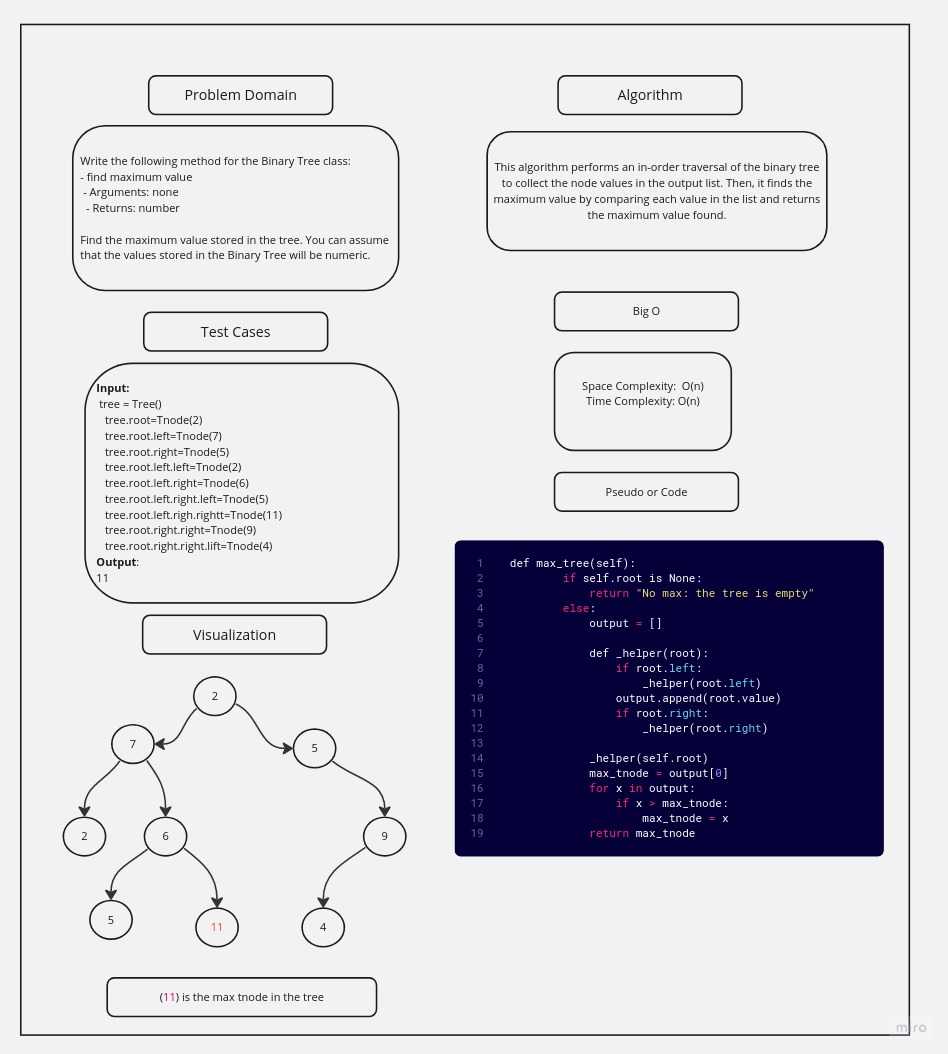 Problem Domain
Write the following method for the Binary Tree class:
- find maximum value
- Arguments: none
- Returns: number
Find the maximum value stored in the tree. You can assume
that the values stored in the Binary Tree will be numeric.
Test Cases
Input:
tree = Tree()
tree.root=Tnode(2)
tree.root.left=Tnode(7)
tree.root.right=Tnode(5)
tree.root.left.left=Tnode(2)
tree.root.left.right=Tnode(6)
tree.root.left.right.left=Tnode(5)
tree.root.left.righ.rightt=Tnode(11)
tree.root.right.right=Tnode(9)
tree.root.right.right.lift=Tnode(4)
Output:
11
Visualization
2
7
5
2
6
9
5
11
4
(11) is the max tnode in the tree
Algorithm
This algorithm performs an in-order traversal of the binary tree
to collect the node values in the output list. Then, it finds the
maximum value by comparing each value in the list and returns
the maximum value found.
Big O
Space Complexity:  O(n)
Time Complexity: O(n)
Pseudo or Code
1 def max_tree(self):
2 if self.root is None:
3 return "No max: the tree is empty"
4 else:
5 output = []
6
7 def _helper(root):
8 if root.left:
9 _helper(root.left)
10 output.append(root.value)
11 if root.right:
12 _helper(root.right)
13
14 _helper(self.root)
15 max_tnode = output[0]
16 for x in output:
17 if x > max_tnode:
18 max_tnode = x
19 return max_tnode
miro